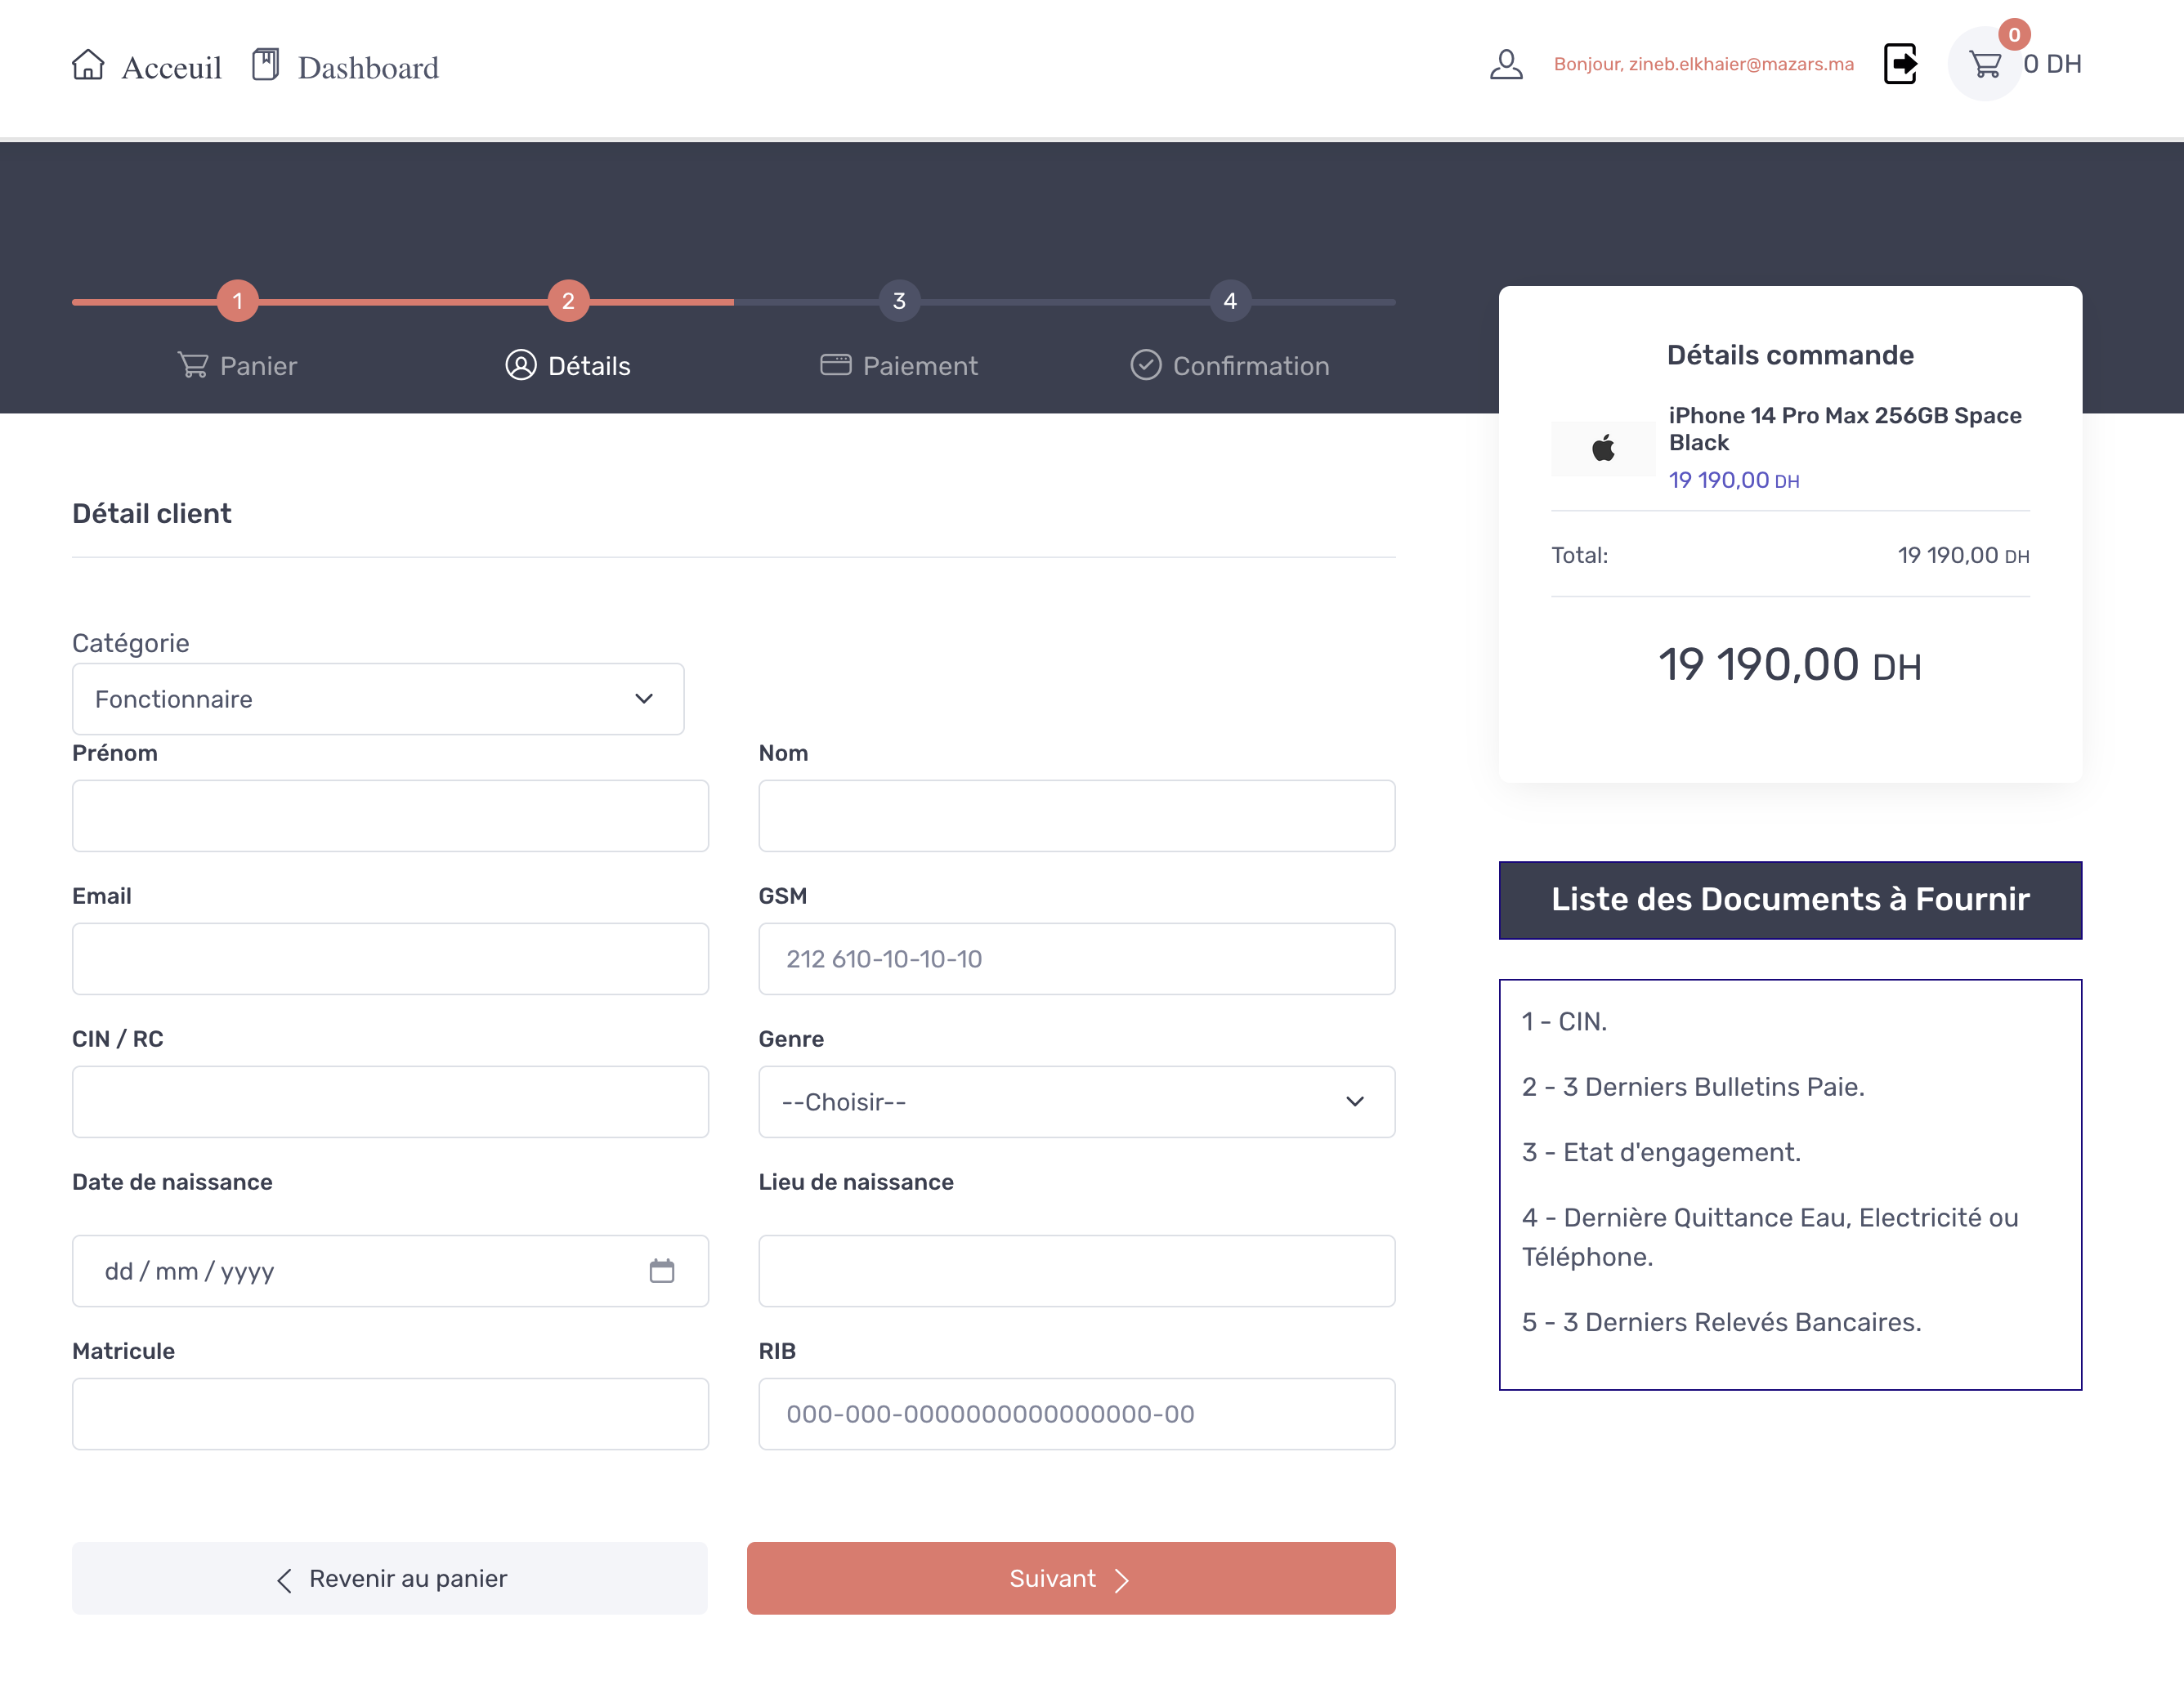 Acceuil
Dashboard
Bonjour, zineb.elkhaier@mazars.ma
0
0 DH
1
2
3
4
Panier
Détails
Paiement
Confirmation
Détail client
Catégorie
Fonctionnaire
Prénom
Nom
Email
GSM
212 610-10-10-10
CIN / RC
Genre
--Choisir--
Date de naissance
Lieu de naissance
dd / mm / yyyy
Matricule
RIB
000-000-0000000000000000-00
Revenir au panier
Suivant
Détails commande
iPhone 14 Pro Max 256GB Space
Black
19 190,00 DH
Total:
19 190,00 DH
19 190,00 DH
Liste des Documents à Fournir
1 - CIN.
2 - 3 Derniers Bulletins Paie.
3 - Etat d'engagement.
4 - Dernière Quittance Eau, Electricité ou
Téléphone.
5 - 3 Derniers Relevés Bancaires.